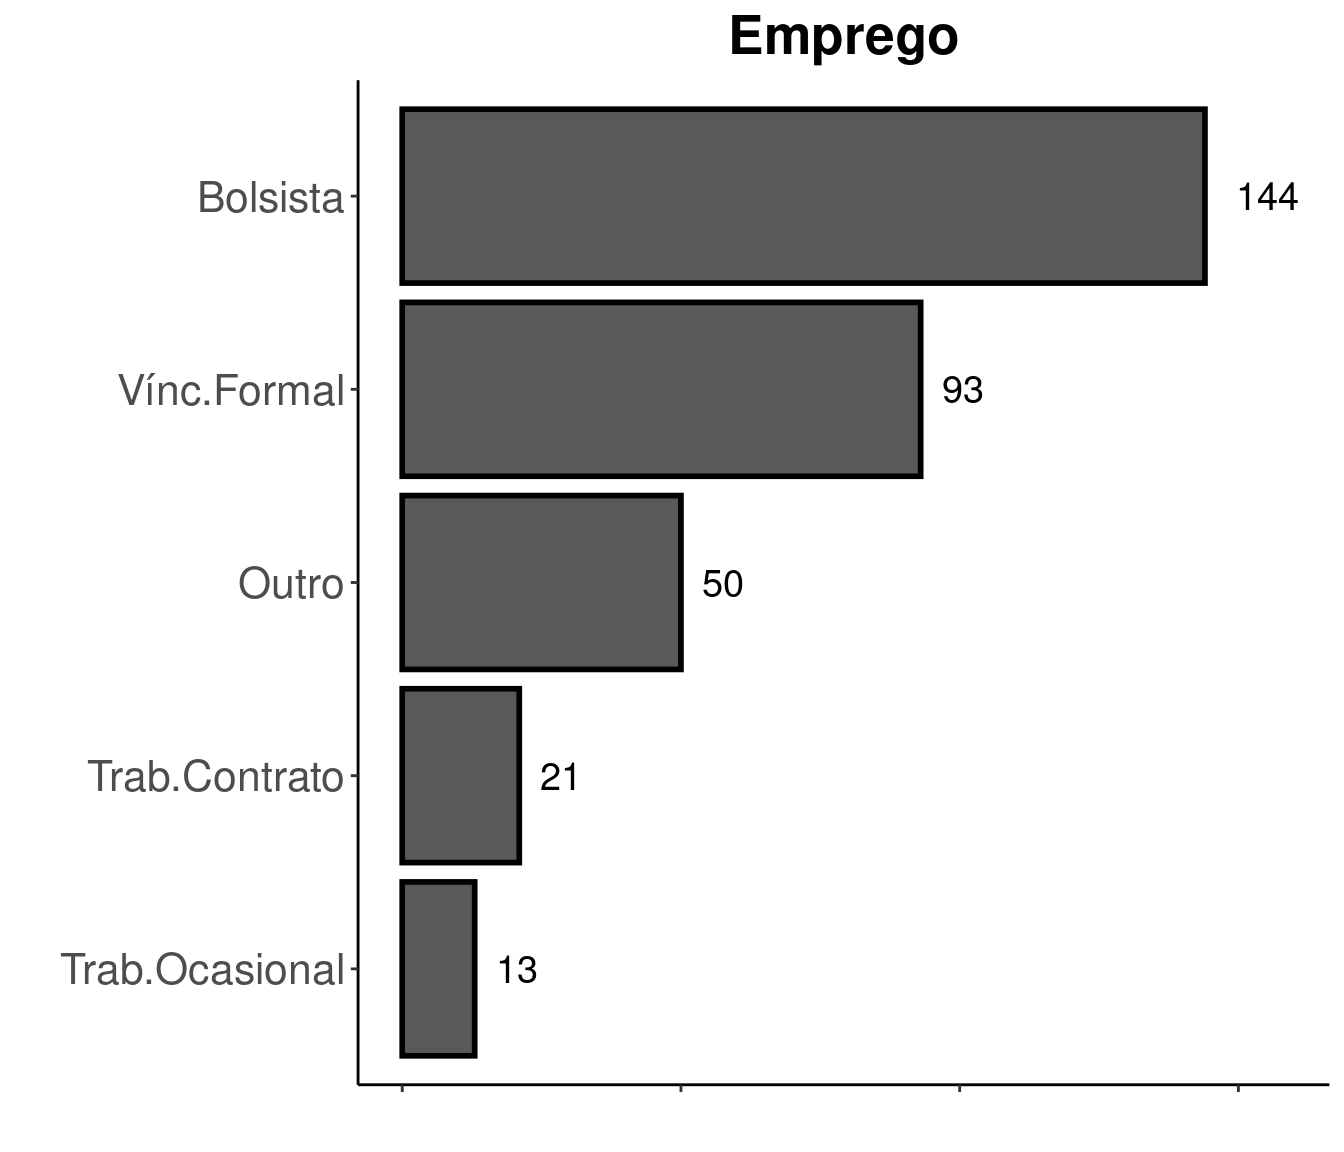 Emprego
Bolsista 144
Vínc.Formal 93
Outro 50
Trab.Contrato 21
Trab.Ocasional 13